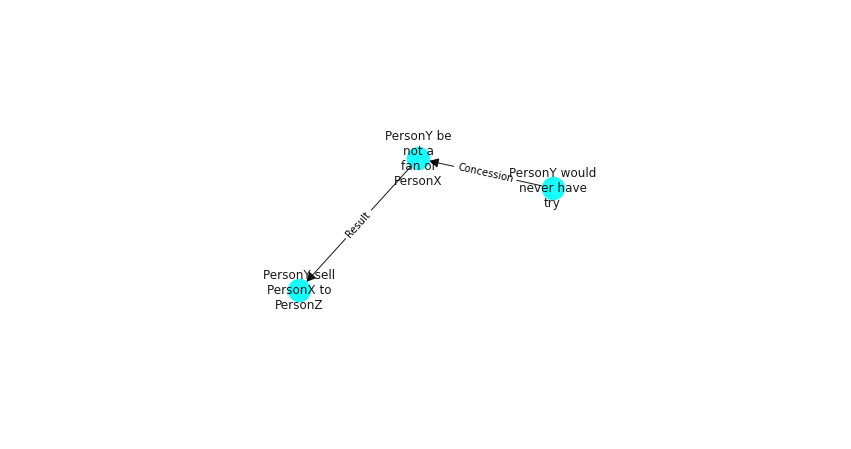 PersonY be
not a
fan of
PersonX
Concession
PersonY would
never have
try
Result
PersonY sell
PersonX to
PersonZ